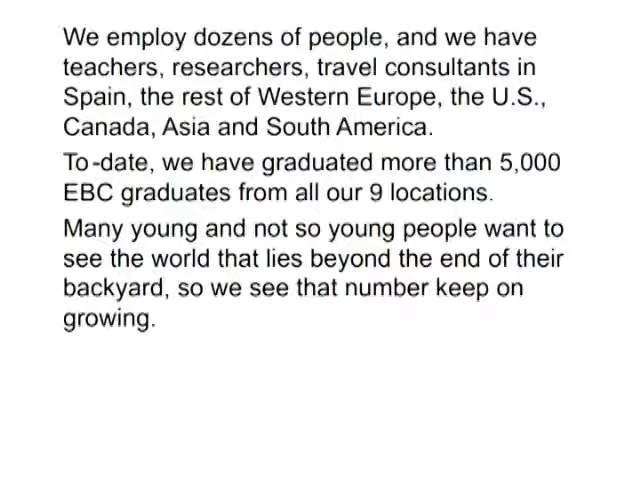 We employ dozens of people, and we have
teachers, researchers, travel consultants in
Spain, the rest of Western Europe, the U.S.,
Canada, Asia and South America.
To-date, we have graduated more than 5,000
EBC graduates from all our 9 locations.
Many young and not so young people want to
see the world that lies beyond the end of their
backyard, so we see that number keep on
growing.